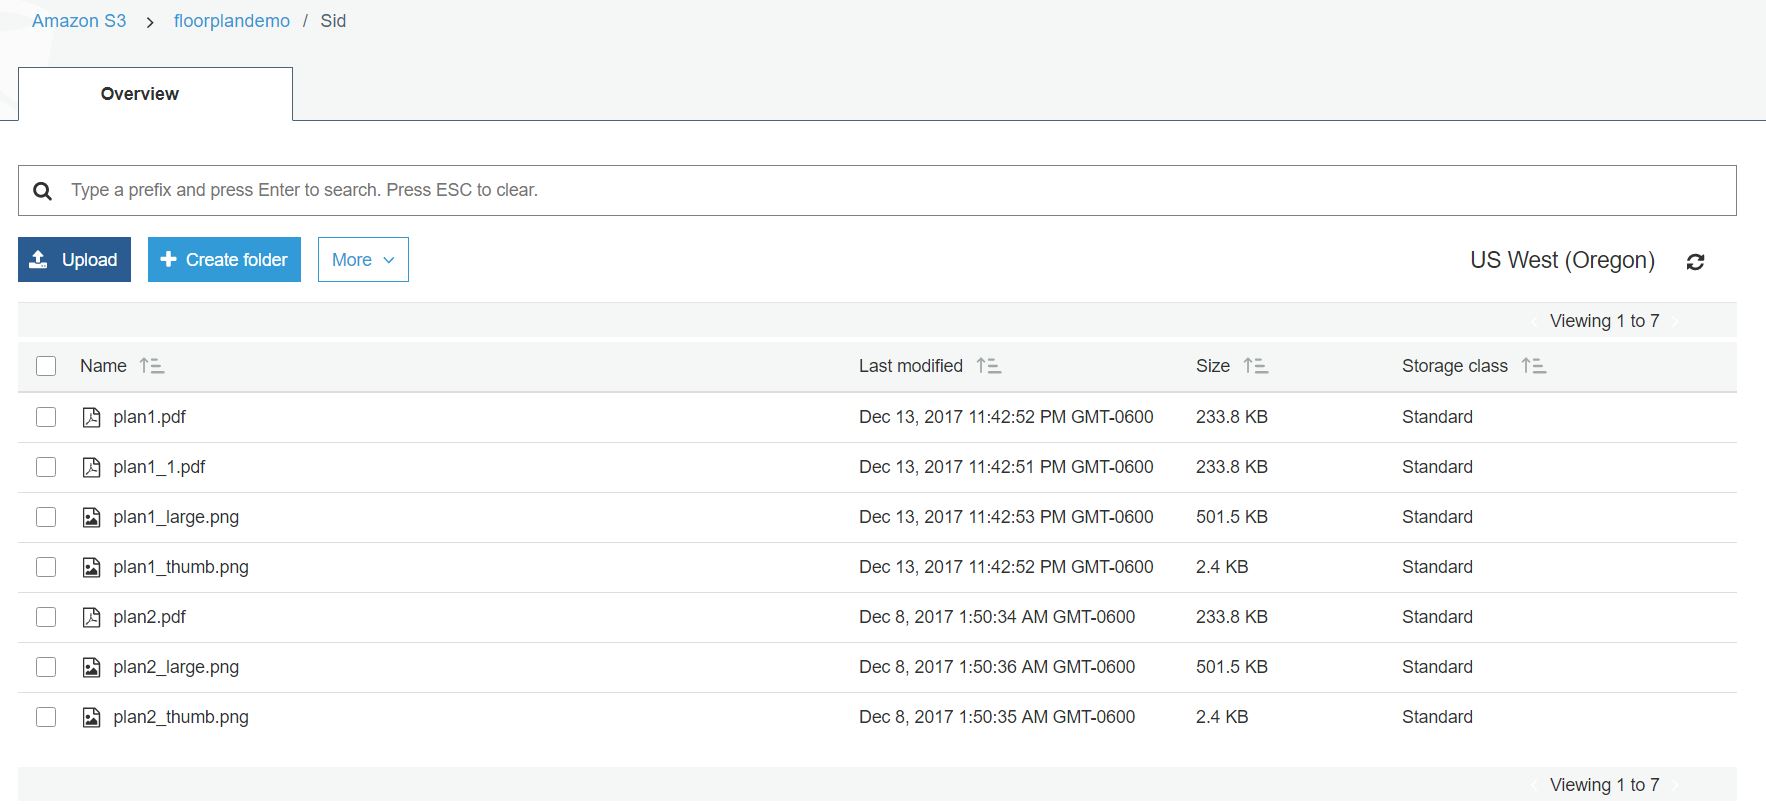 Amazon S3 > floorplandemo / Sid
Overview
Type a prefix and press Enter to search. Press ESC to clear.
Upload + Create folder More US West (Oregon)
Viewing 1 to 7
Name Last modified Size Storage class
plan1.pdf Dec 13, 2017 11:42:52 PM GMT-0600 233.8 KB Standard
plan1_1.pdf Dec 13, 2017 11:42:51 PM GMT-0600 233.8 KB Standard
plan1_large.png Dec 13, 2017 11:42:53 PM GMT-0600 501.5 KB Standard
plan1_thumb.png Dec 13, 2017 11:42:52 PM GMT-0600 2.4 KB Standard
plan2.pdf Dec 8, 2017 1:50:34 AM GMT-0600 233.8 KB Standard
plan2_large.png Dec 8, 2017 1:50:36 AM GMT-0600 501.5 KB Standard
plan2_thumb.png Dec 8, 2017 1:50:35 AM GMT-0600 2.4 KB Standard
Viewing 1 to 7